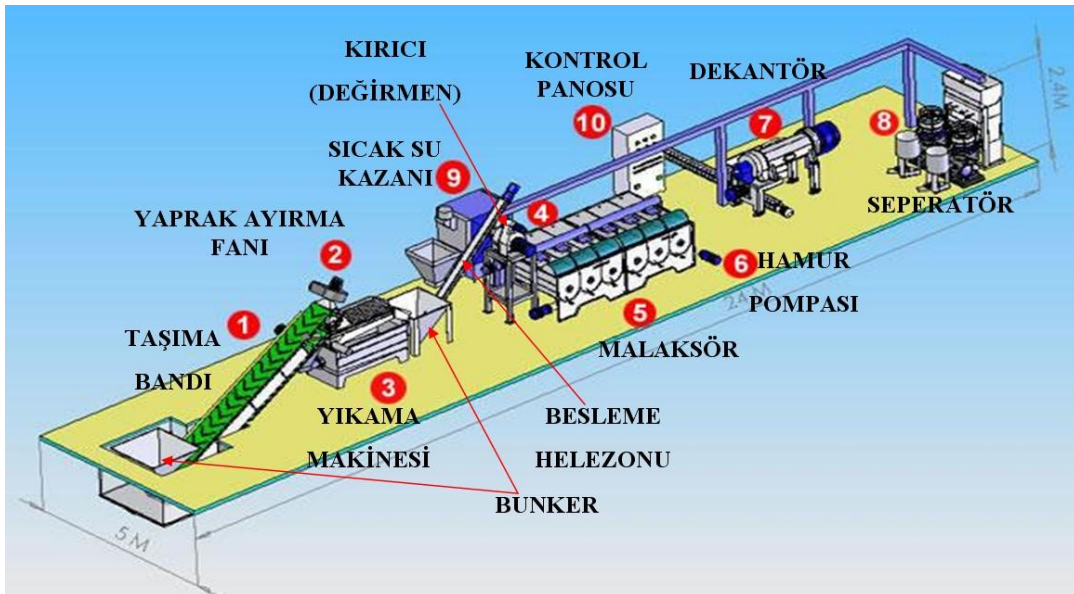 KIRICI
(DEĞİRMEN)
KONTROL
PANOSU
10
DEKANTÖR
7
2.4M
SICAK SU
KAZANI
9
4
8
SEPERATÖR
YAPRAK AYIRMA
FANI
2
6
HAMUR
POMPASI
24M
1
TAŞIMA
BANDI
5
MALAKSÖR
3
YIKAMA
MAKİNESİ
BESLEME
HELEZONU
BUNKER
5 M